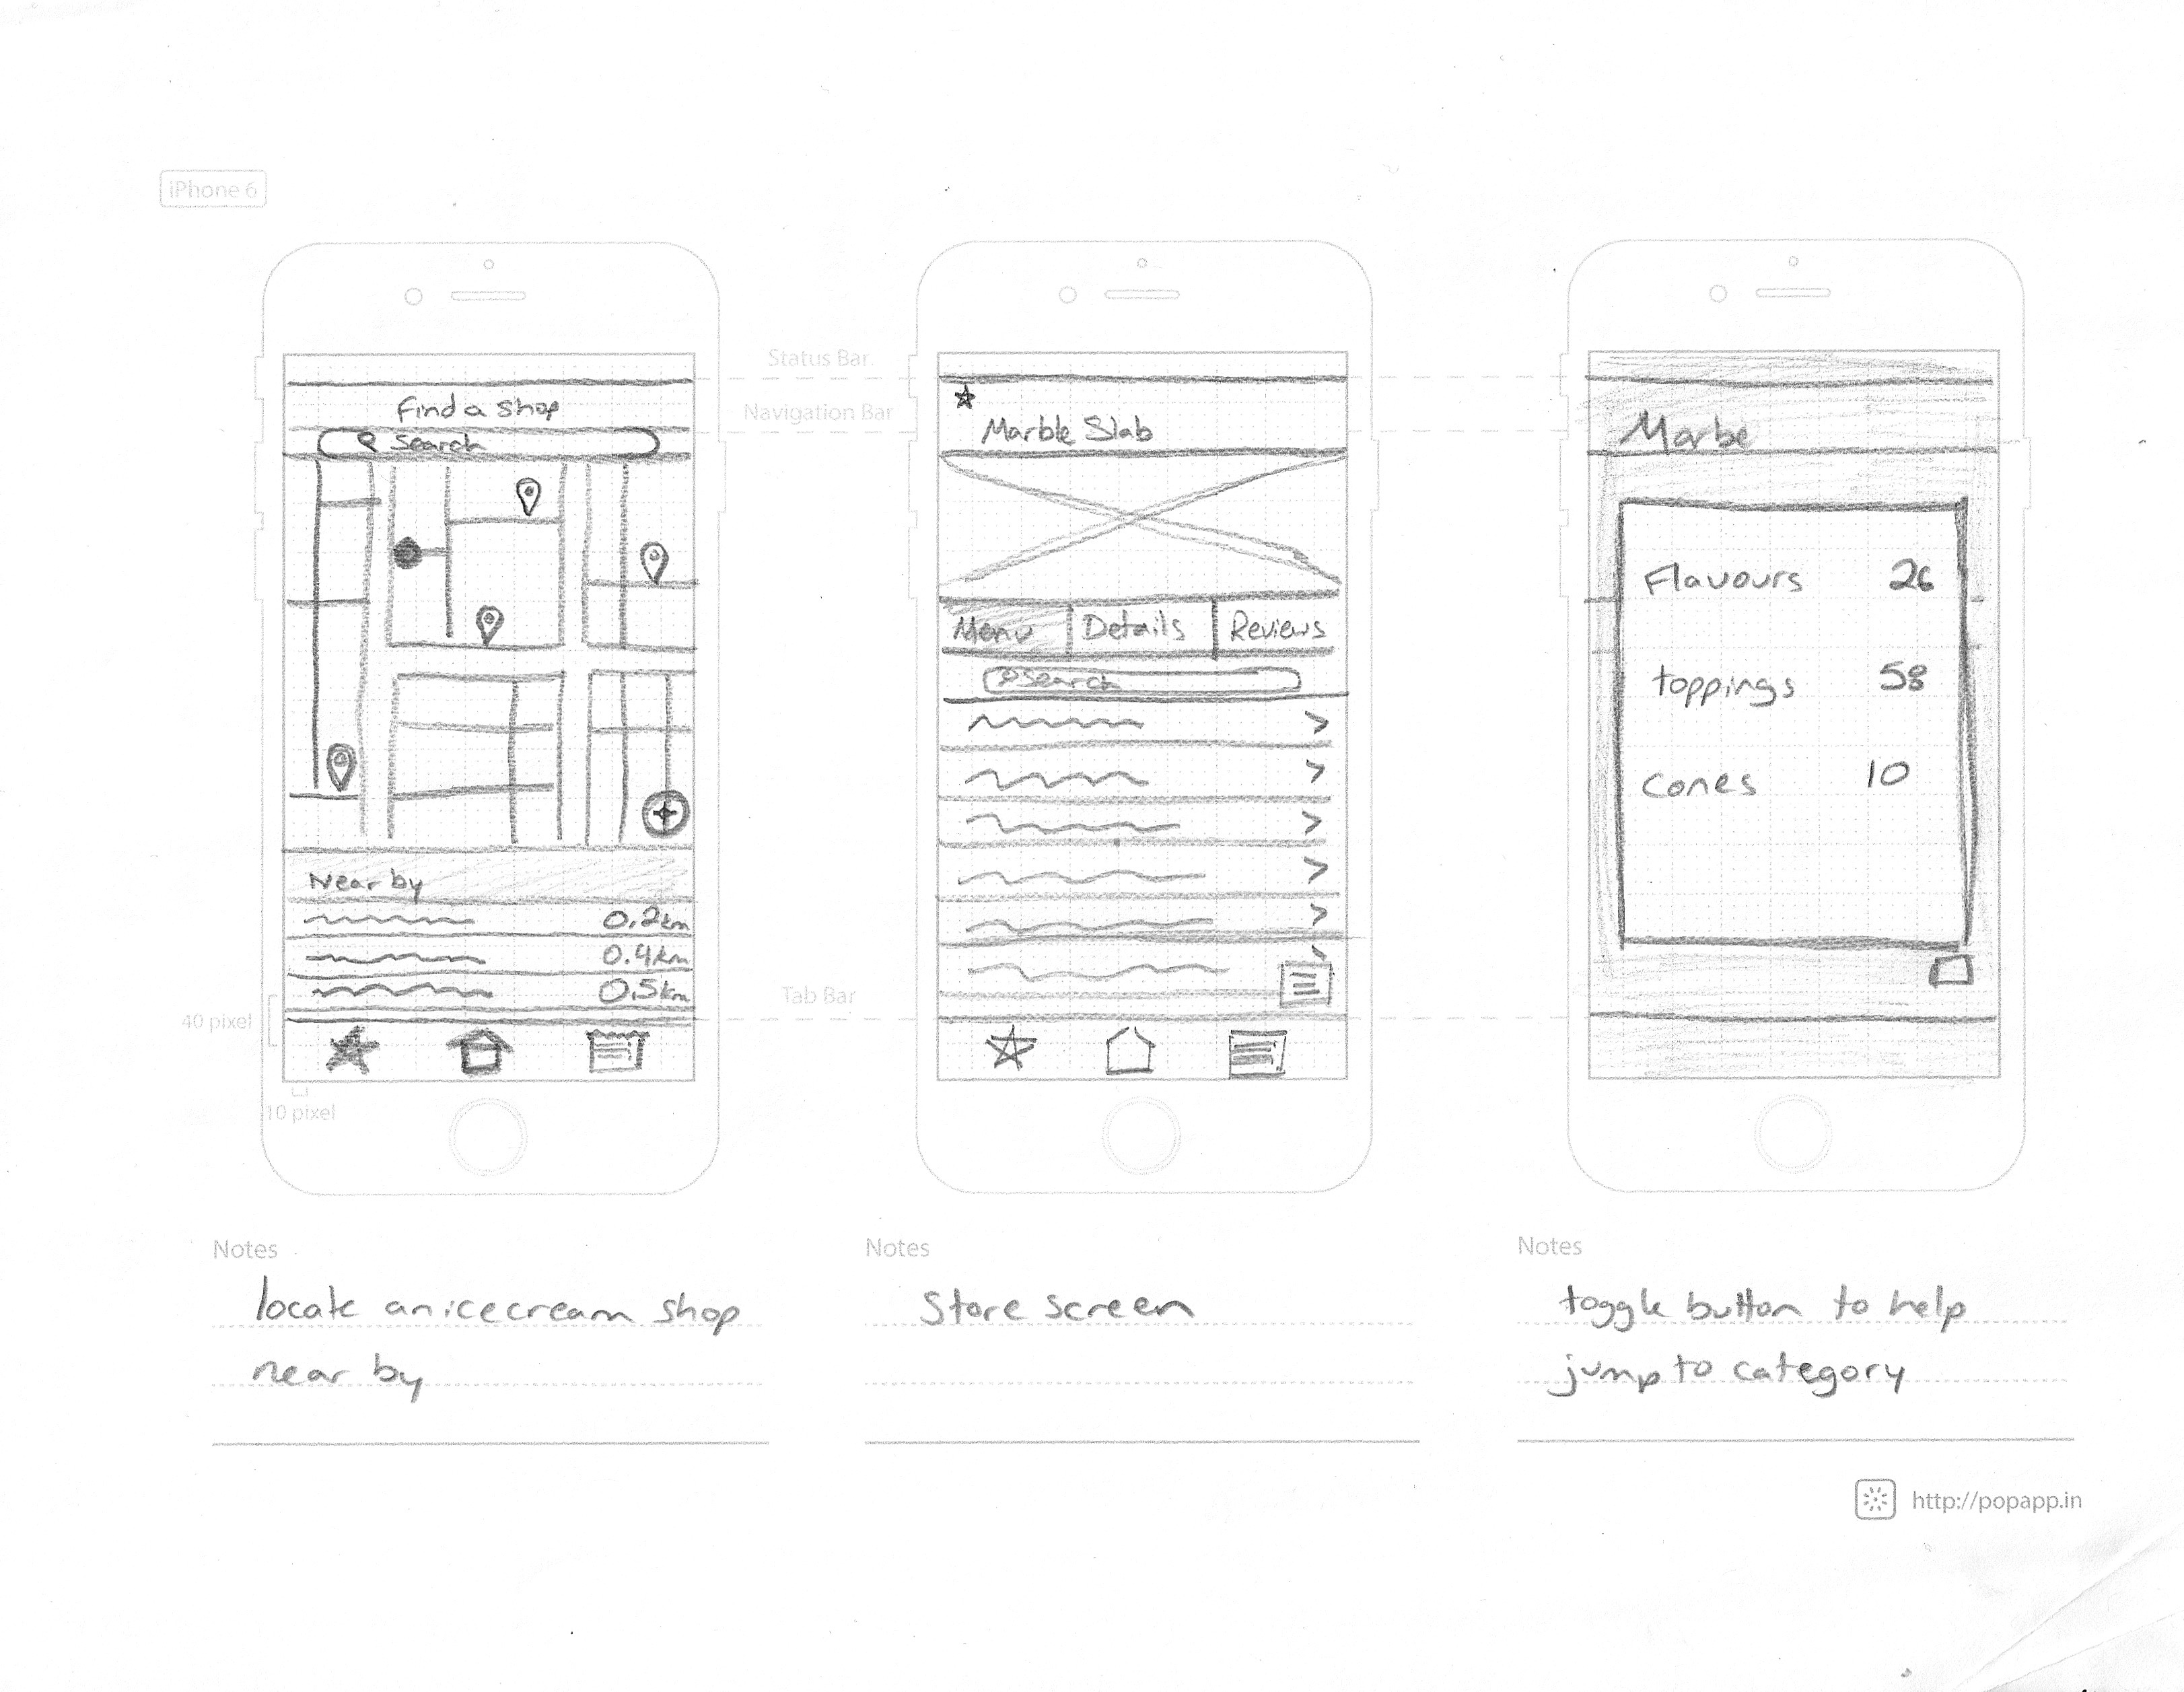 iPhone 6
Status Bar
Navigation Bar
Tab Bar
40 pixel
10 pixel
Find a shop
Search
Near by
0.2km
0.4km
0.5km
Notes
locate an icecream shop
near by
Marble Slab
Menu Details Reviews
Search
Notes
Store screen
Marbe
Flavours 26
toppings 58
cones 10
Notes
toggle button to help
jump to category
http://popapp.in